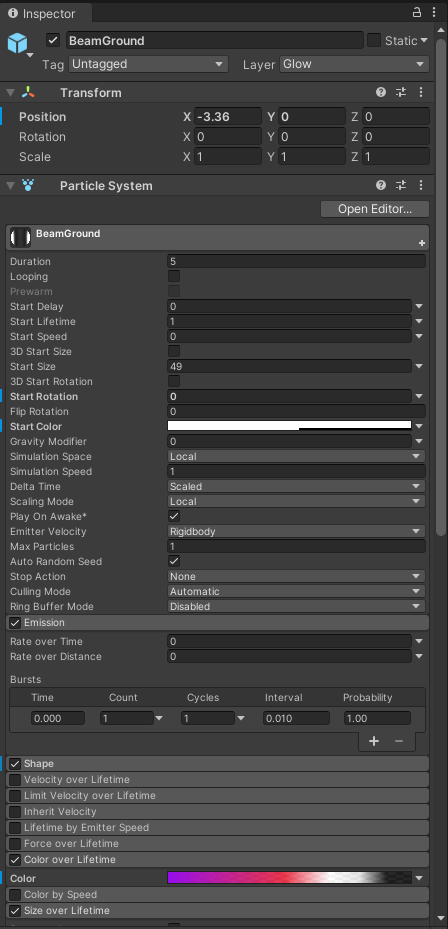 Inspector
BeamGround Static
Tag Untagged Layer Glow
Transform
Position X -3.36 Y 0 Z 0
Rotation X 0 Y 0 Z 0
Scale X 1 Y 1 Z 1
Particle System
Open Editor...
BeamGround
Duration 5
Looping
Prewarm
Start Delay 0
Start Lifetime 1
Start Speed 0
3D Start Size
Start Size 49
3D Start Rotation
Start Rotation 0
Flip Rotation 0
Start Color
Gravity Modifier 0
Simulation Space Local
Simulation Speed 1
Delta Time Scaled
Scaling Mode Local
Play On Awake*
Emitter Velocity Rigidbody
Max Particles 1
Auto Random Seed
Stop Action None
Culling Mode Automatic
Ring Buffer Mode Disabled
Emission
Rate over Time 0
Rate over Distance 0
Bursts
Time Count Cycles Interval Probability
0.000 1 1 0.010 1.00
Shape
Velocity over Lifetime
Limit Velocity over Lifetime
Inherit Velocity
Lifetime by Emitter Speed
Force over Lifetime
Color over Lifetime
Color
Color by Speed
Size over Lifetime